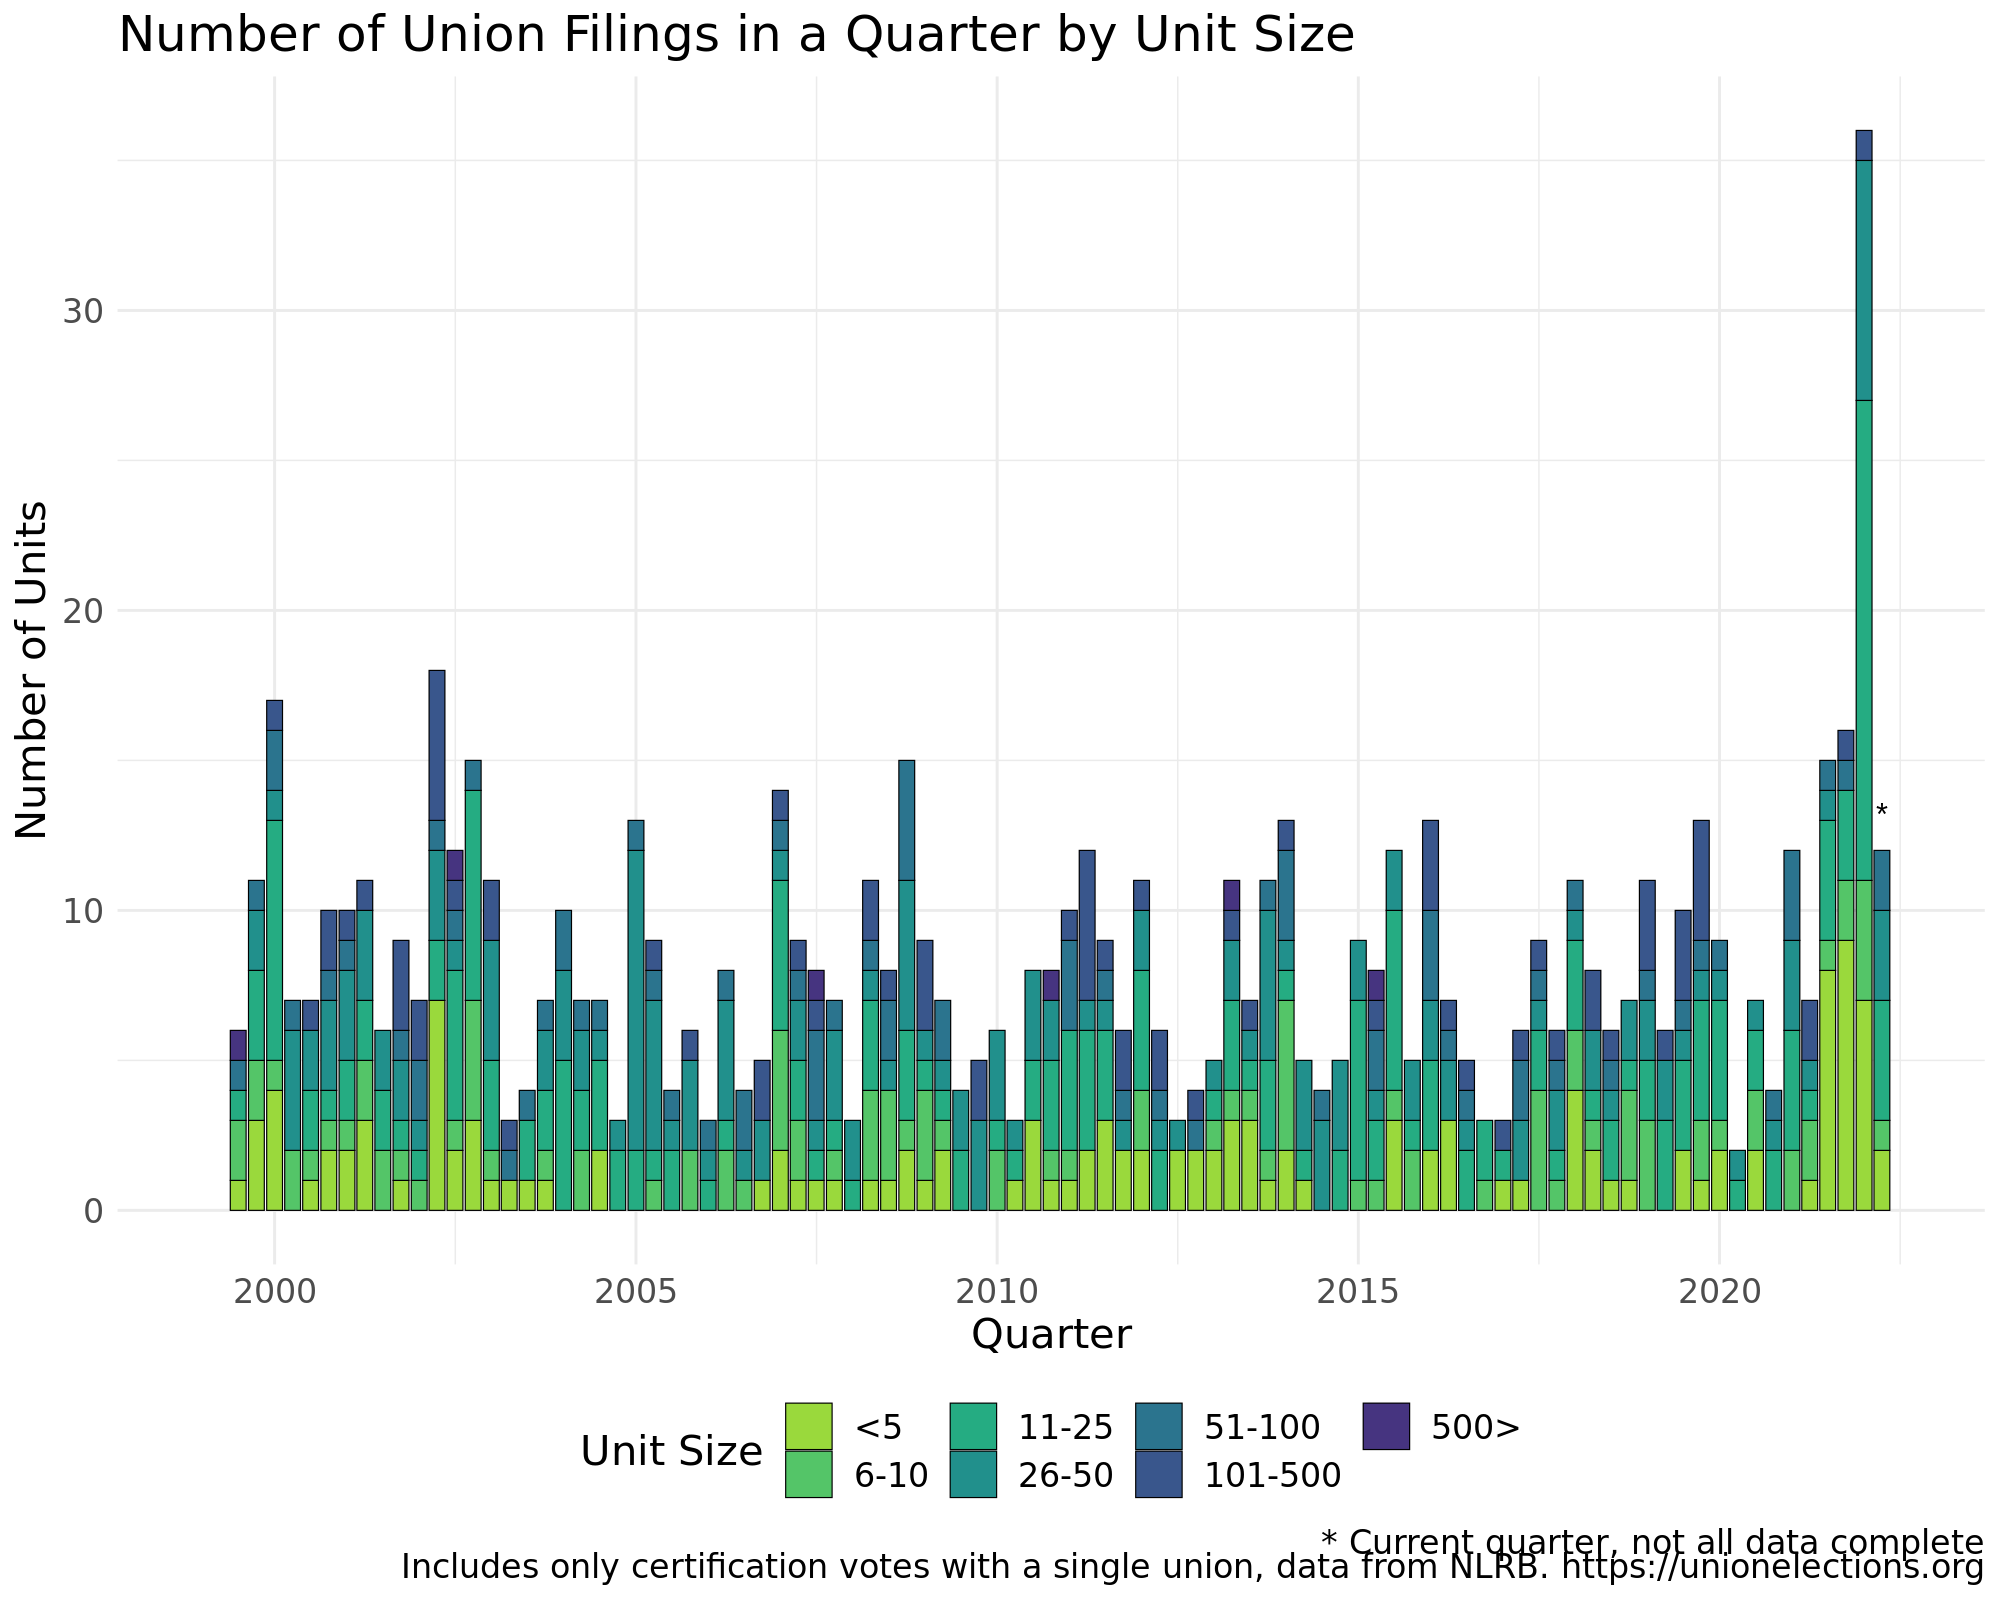 Number of Union Filings in a Quarter by Unit Size
Number of Units
30
20
10
0
*
2000 2005 2010 2015 2020
Quarter
Unit Size
<5 11-25 51-100 500>
6-10 26-50 101-500
* Current quarter, not all data complete
Includes only certification votes with a single union, data from NLRB. https://unionelections.org